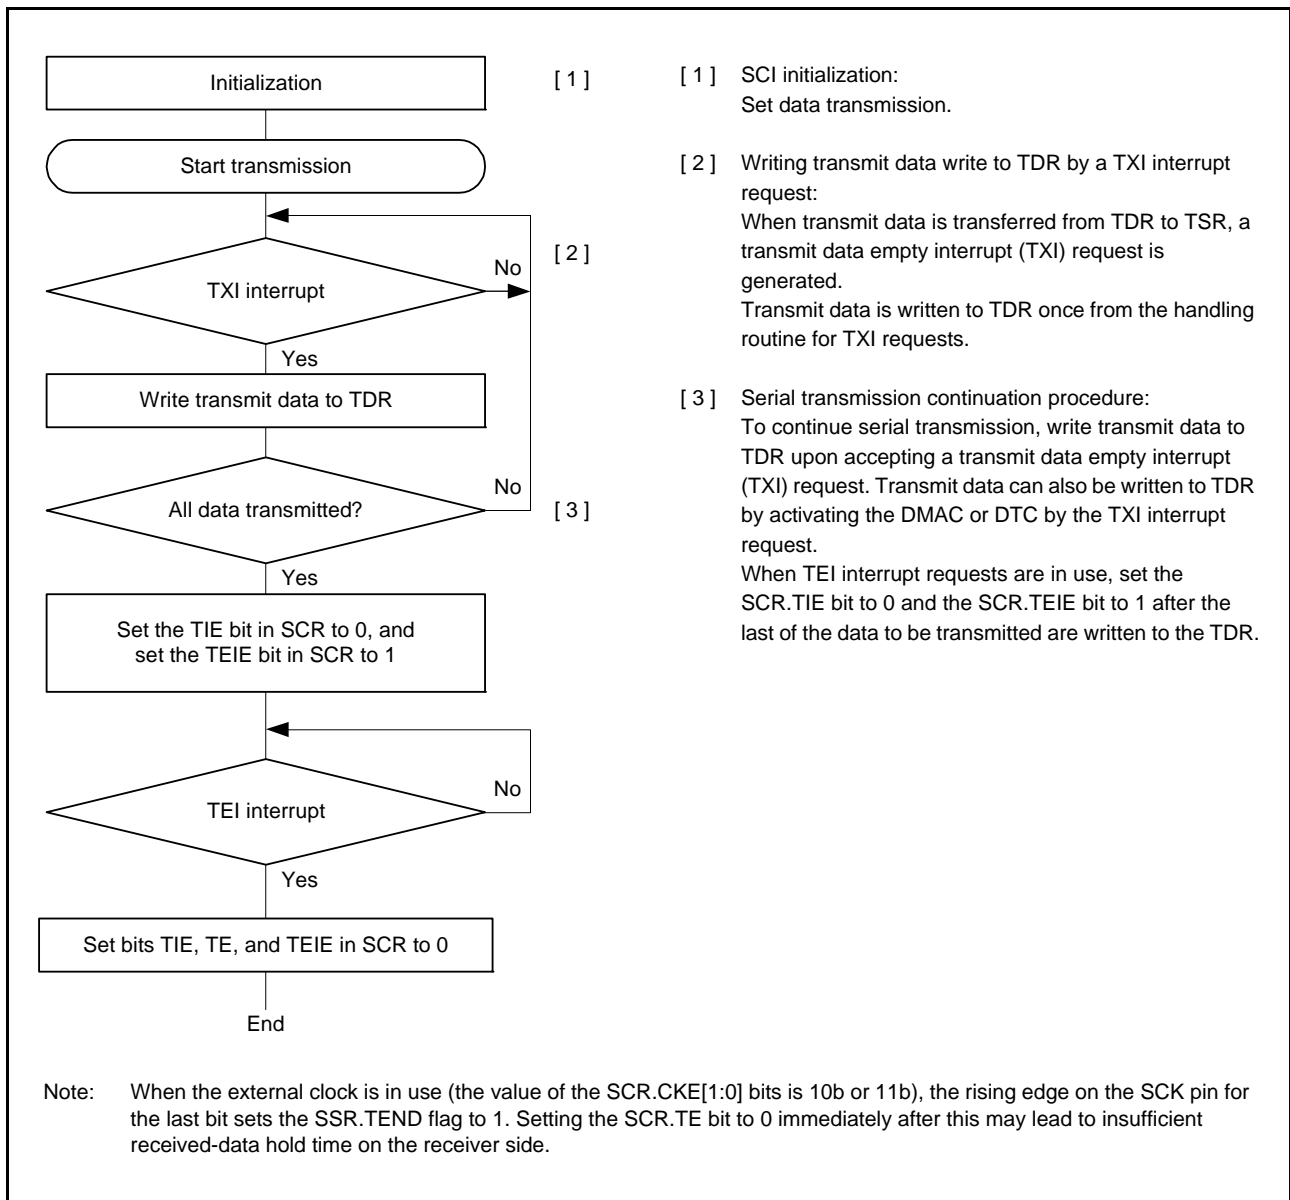 Initialization
[ 1 ]
Start transmission
TXI interrupt
No
[ 2 ]
Yes
Write transmit data to TDR
All data transmitted?
No
[ 3 ]
Yes
Set the TIE bit in SCR to 0, and
set the TEIE bit in SCR to 1
TEI interrupt
No
Yes
Set bits TIE, TE, and TEIE in SCR to 0
End
[ 1 ] SCI initialization:
Set data transmission.
[ 2 ] Writing transmit data write to TDR by a TXI interrupt
request:
When transmit data is transferred from TDR to TSR, a
transmit data empty interrupt (TXI) request is
generated.
Transmit data is written to TDR once from the handling
routine for TXI requests.
[ 3 ] Serial transmission continuation procedure:
To continue serial transmission, write transmit data to
TDR upon accepting a transmit data empty interrupt
(TXI) request. Transmit data can also be written to TDR
by activating the DMAC or DTC by the TXI interrupt
request.
When TEI interrupt requests are in use, set the
SCR.TIE bit to 0 and the SCR.TEIE bit to 1 after the
last of the data to be transmitted are written to the TDR.
Note: When the external clock is in use (the value of the SCR.CKE[1:0] bits is 10b or 11b), the rising edge on the SCK pin for
the last bit sets the SSR.TEND flag to 1. Setting the SCR.TE bit to 0 immediately after this may lead to insufficient
received-data hold time on the receiver side.